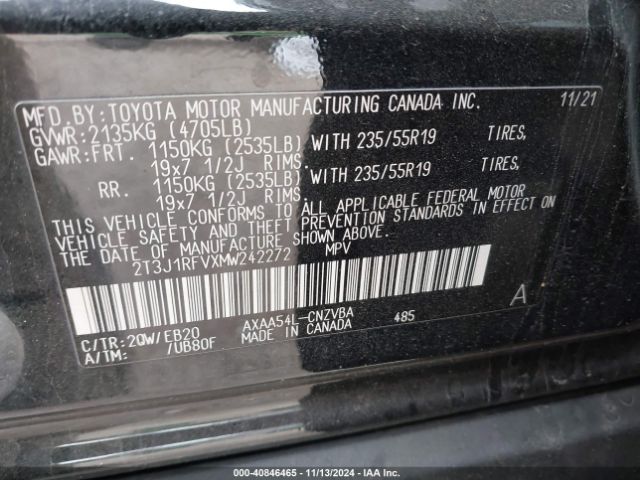 MFD.BY:TOYOTA MOTOR MANUFACTURING CANADA INC. 11/21
GVWR:2135KG (4705LB)
GAWR:FRT. 1150KG (2535LB) WITH 235/55R19 TIRES,
19x7 1/2J RIMS.
RR. 1150KG (2535LB) WITH 235/55R19 TIRES,
19x7 1/2J RIMS.
THIS VEHICLE CONFORMS TO ALL APPLICABLE FEDERAL MOTOR
VEHICLE SAFETY AND THEFT PREVENTION STANDARDS IN EFFECT ON
THE DATE OF MANUFACTURE SHOWN ABOVE.
2T3J1RFVXMW242272 MPV
A
C/TR:2QW/EB20 AXAA54L-CNZVBA 485
A/TM: /UB80F MADE IN CANADA
000-40846465 - 11/13/2024 - IAA Inc.